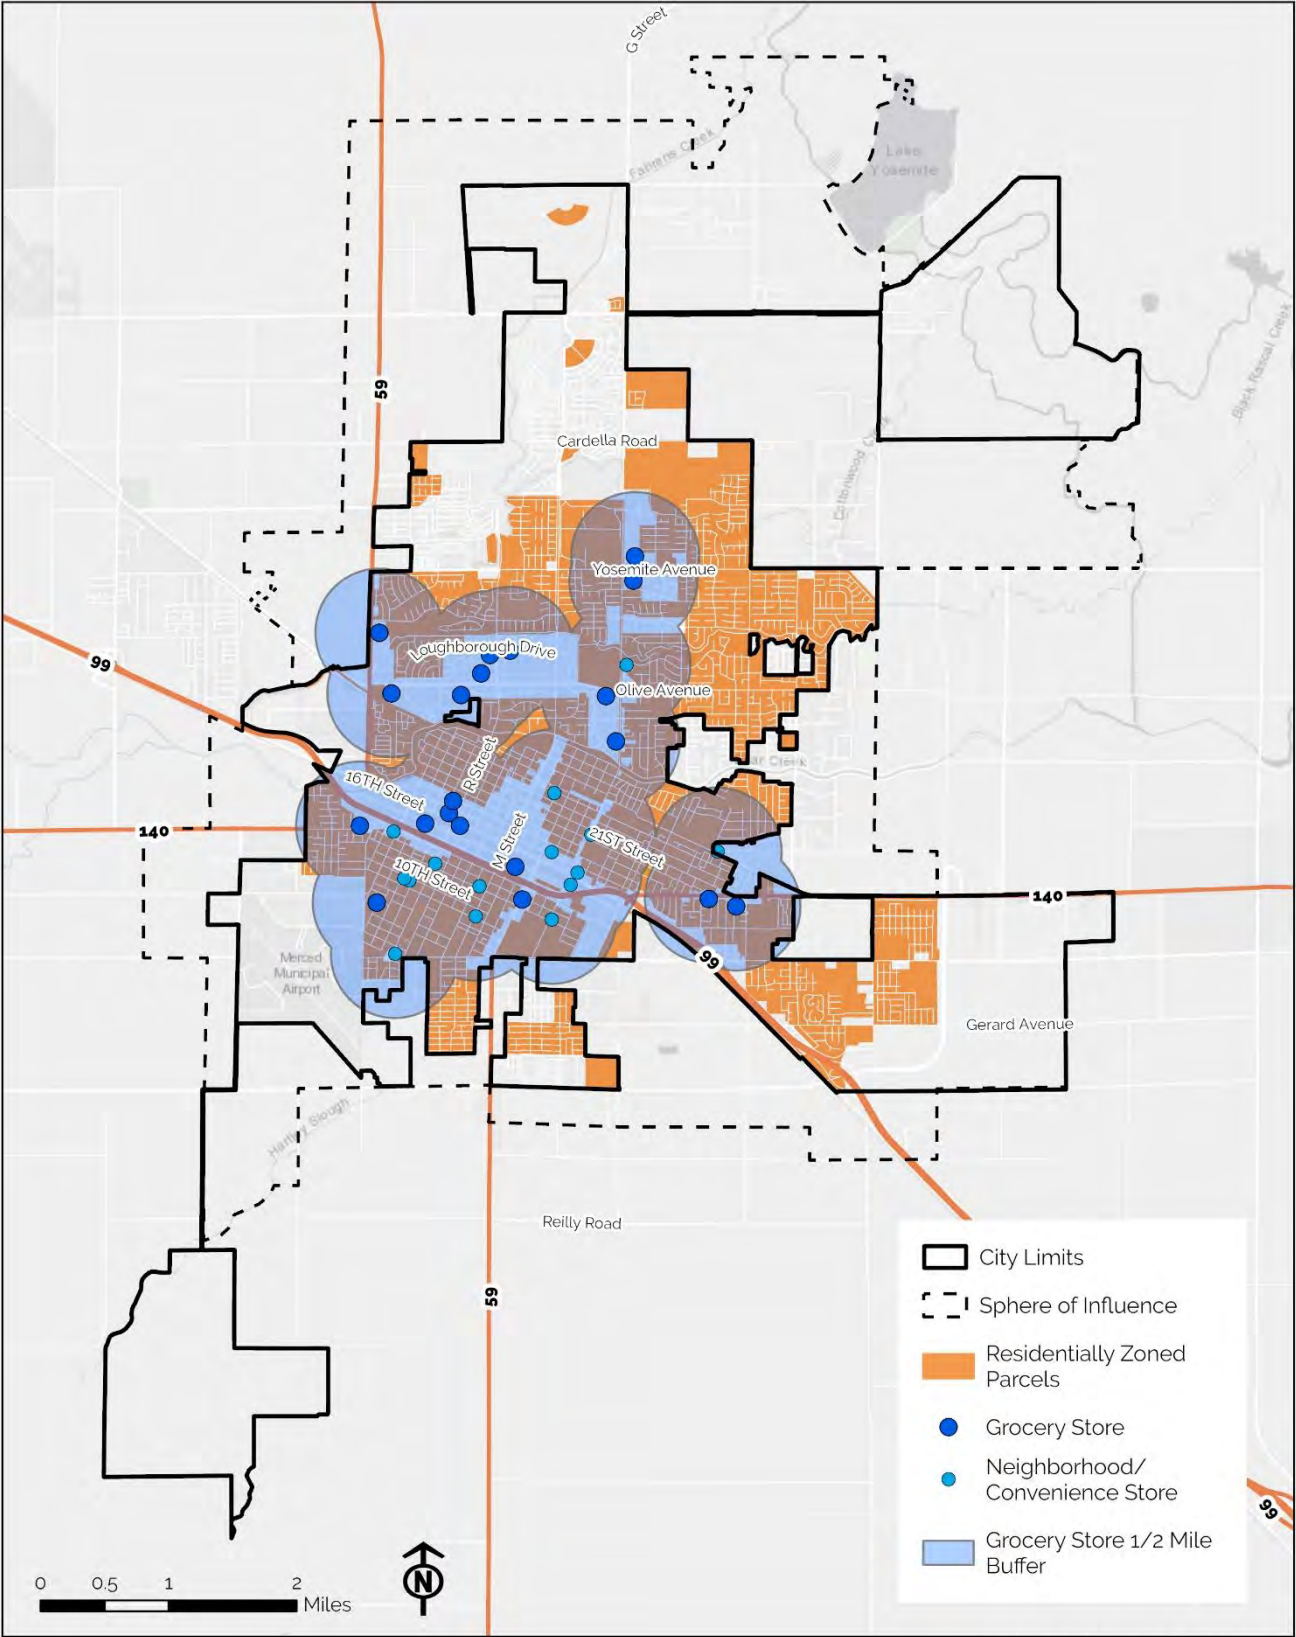 G Street
Fahrens Creek
Lake
Yosemite
Black Rascal Creek
59
Cardella Road
Cottonwood Creek
Yosemite Avenue
Loughborough Drive
99
Olive Avenue
ar Creek
R Street
16TH Street
140
M Street
21ST Street
10TH Street
140
Merced
Municipal
Airport
99
Gerard Avenue
Hartley Slough
Reilly Road
59
City Limits
Sphere of Influence
Residentially Zoned
Parcels
Grocery Store
Neighborhood/
Convenience Store
Grocery Store 1/2 Mile
Buffer
99
0 0.5 1 2
Miles
N